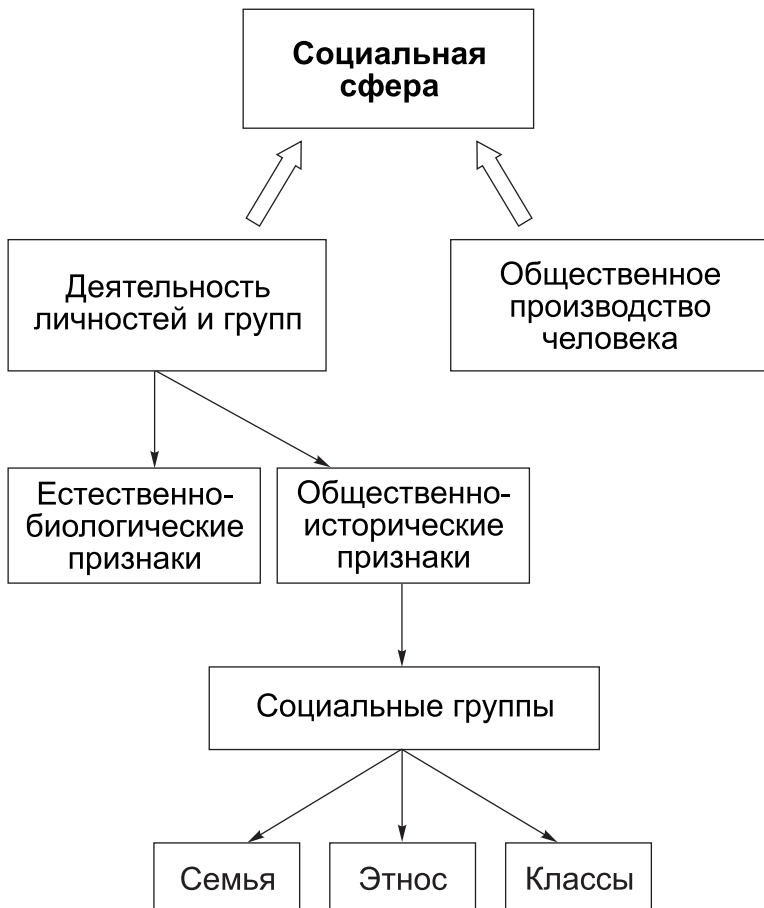 Социальная
сфера
Деятельность
личностей и групп
Общественное
производство
человека
Естественно-
биологические
признаки
Общественно-
исторические
признаки
Социальные группы
Семья
Этнос
Классы